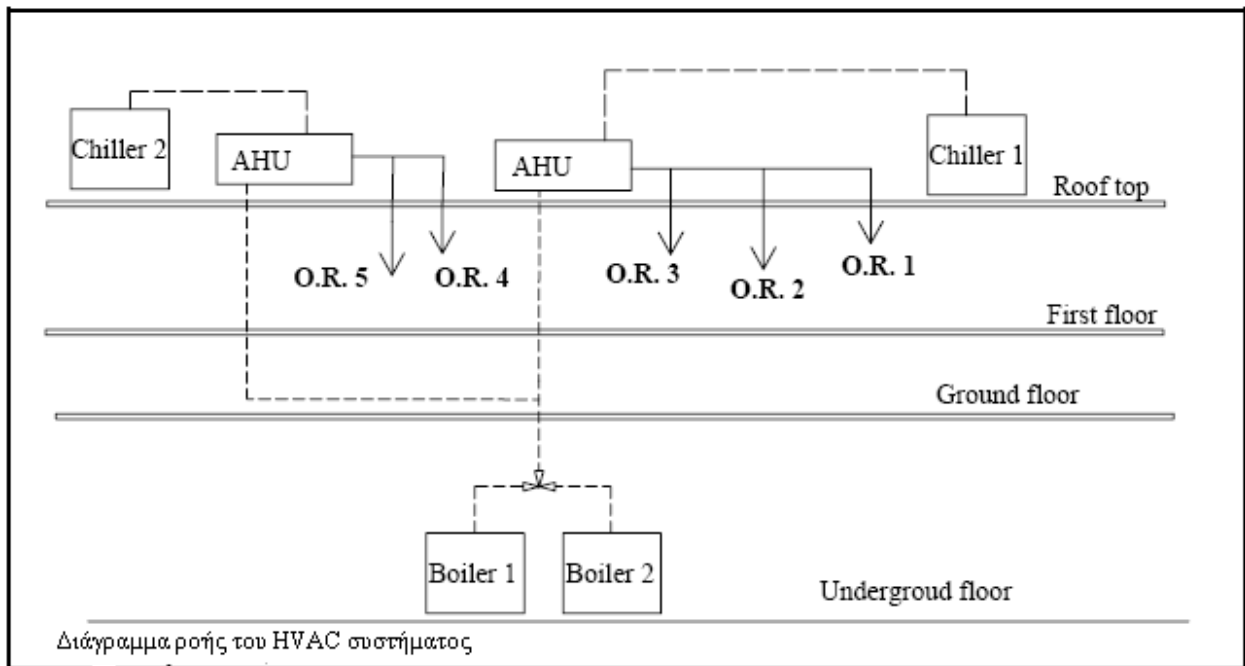 Chiller 2
AHU
AHU
Chiller 1
Roof top
O.R. 5
O.R. 4
O.R. 3
O.R. 2
O.R. 1
First floor
Ground floor
Boiler 1
Boiler 2
Undergroud floor
Διάγραμμα ροής του HVAC συστήματος